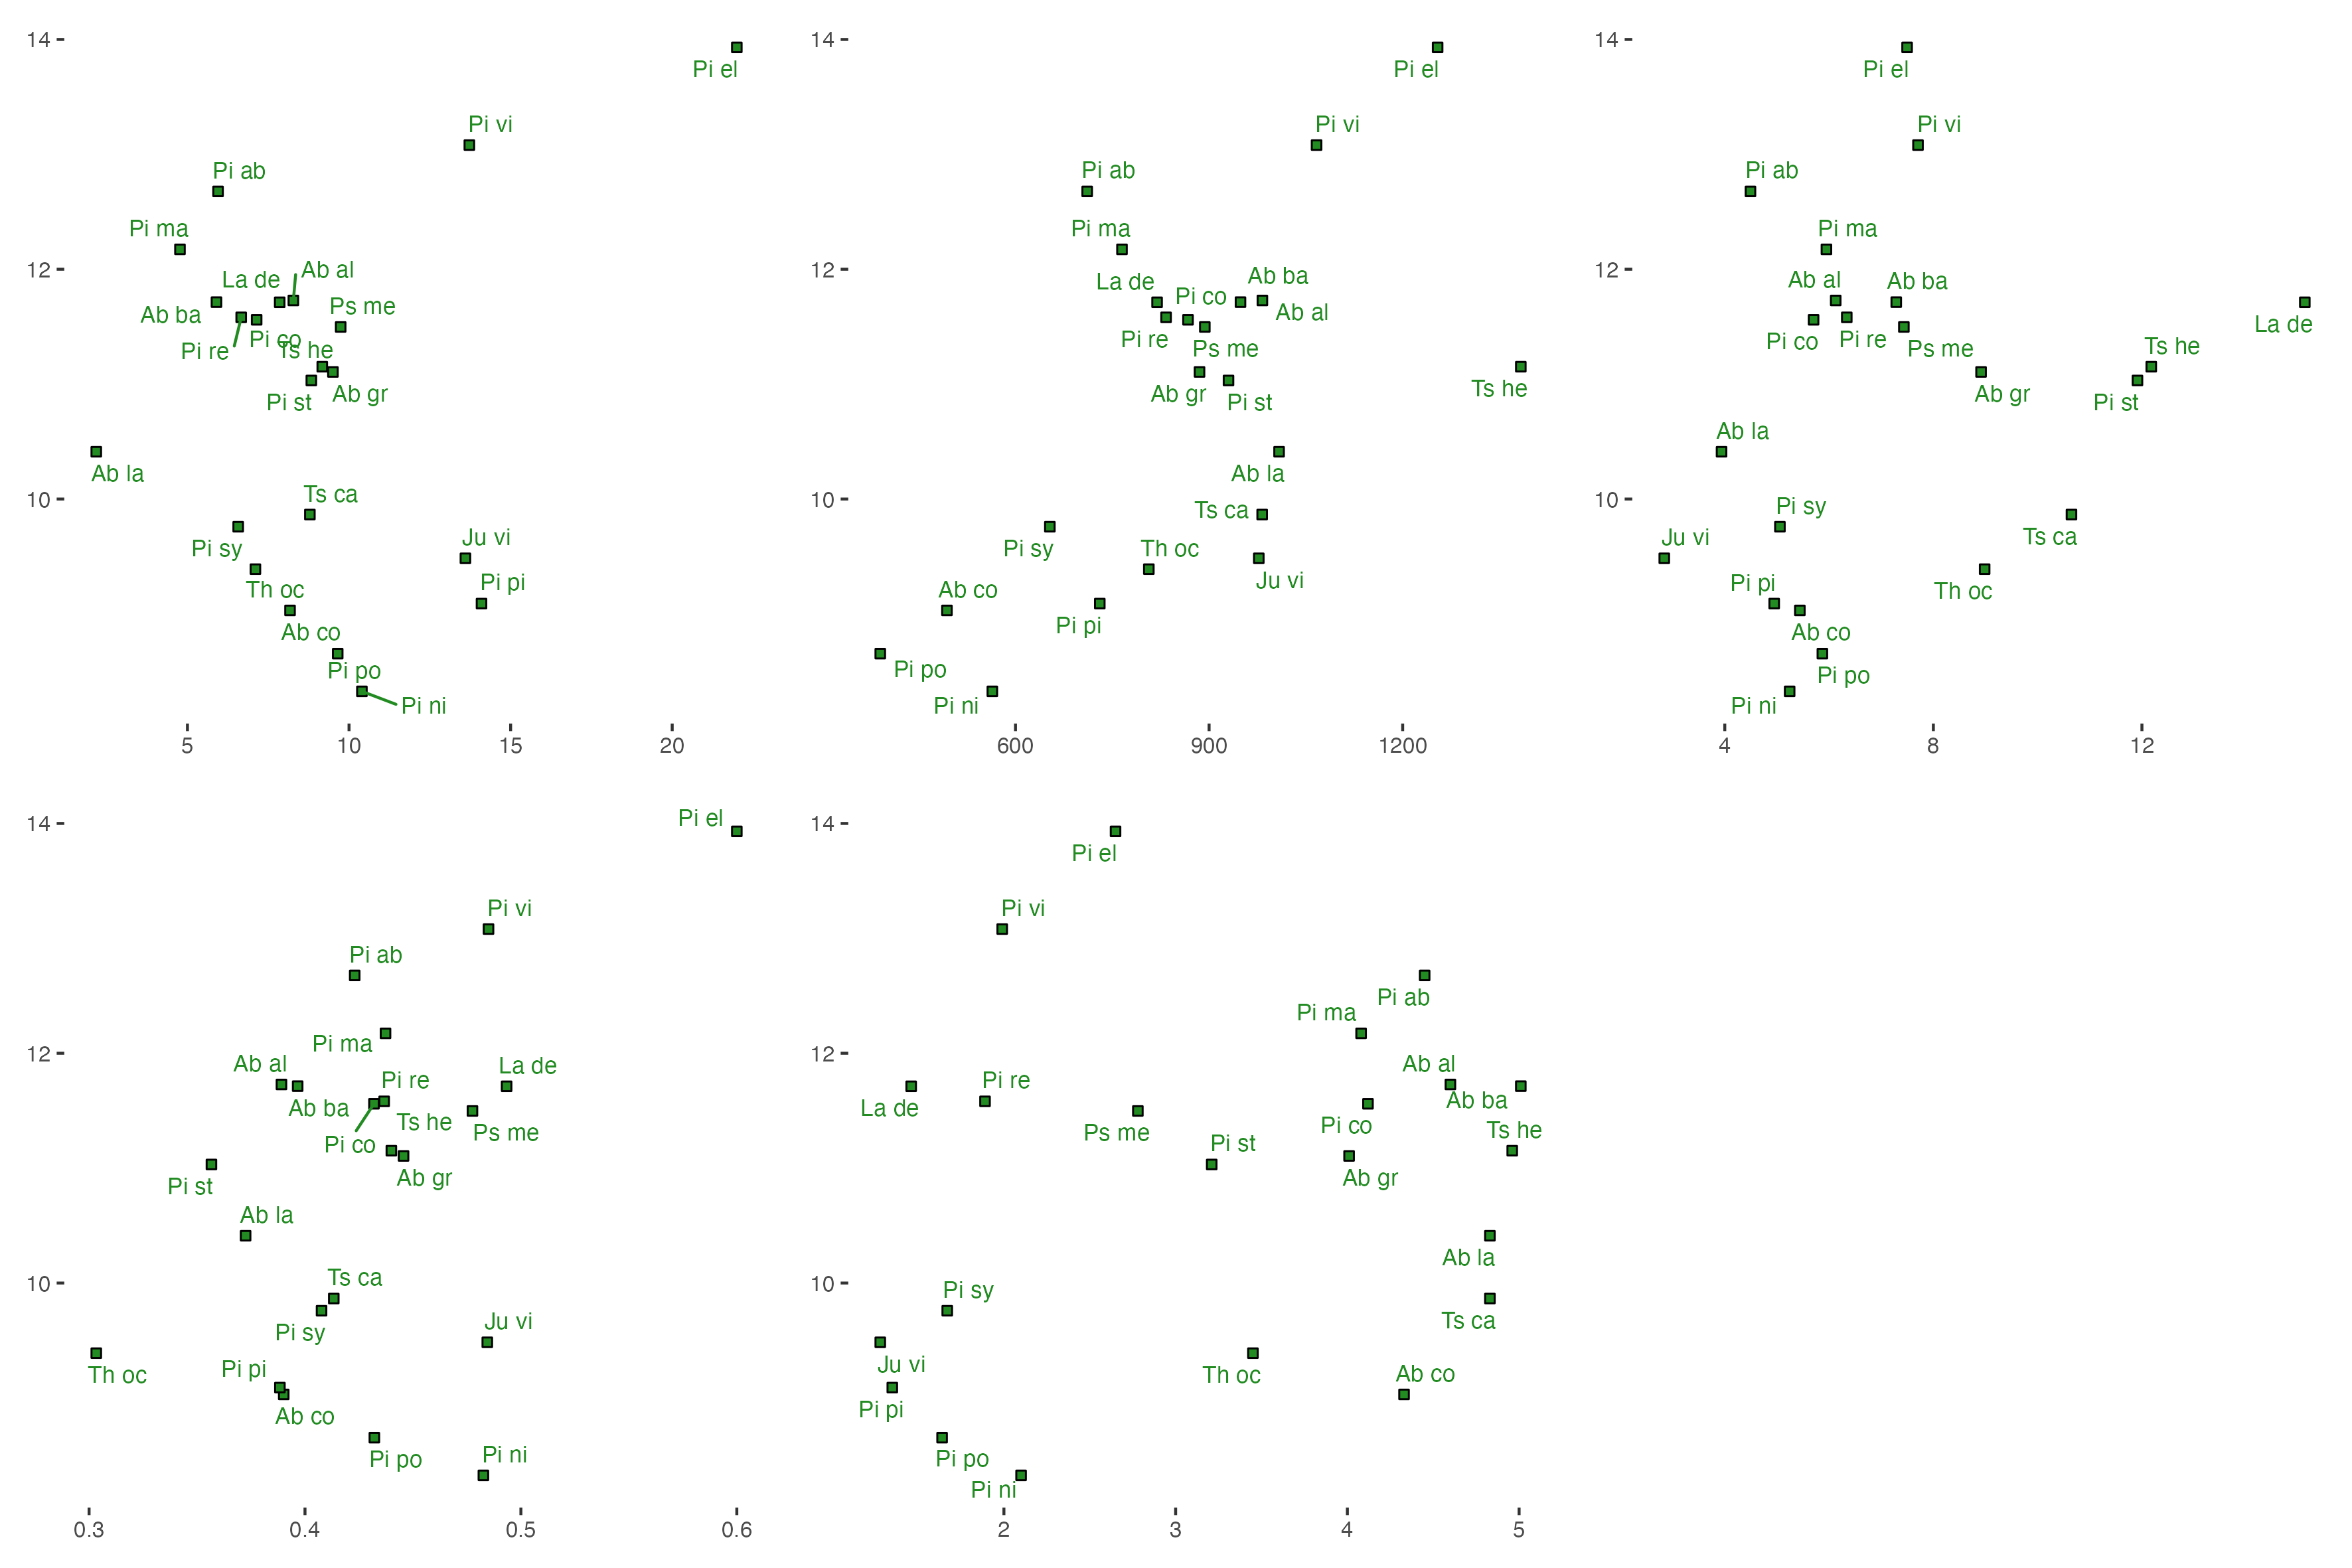 14
Pi el
Pi vi
Pi ab
Pi ma
12
La de
Ab al
Ab ba
Ps me
Pi re
Pi co
Ts he
Pi st
Ab gr
Ab la
10
Ts ca
Pi sy
Ju vi
Th oc
Pi pi
Ab co
Pi po
Pi ni
5 10 15 20
14
Pi el
Pi vi
Pi ab
Pi ma
12
La de
Pi co
Ab ba
Ab al
Pi re
Ps me
Ab gr
Pi st
Ts he
Ab la
10
Ts ca
Pi sy
Th oc
Ju vi
Ab co
Pi pi
Pi po
Pi ni
600 900 1200
14
Pi el
Pi vi
Pi ab
Pi ma
12
Ab al
Ab ba
La de
Pi co
Pi re
Ps me
Ts he
Ab gr
Pi st
Ab la
10
Pi sy
Ts ca
Ju vi
Pi pi
Th oc
Ab co
Pi po
Pi ni
4 8 12
14
Pi el
Pi vi
Pi ab
Pi ma
12
Ab al
Pi re
La de
Ab ba
Ts he
Pi co
Ps me
Ab gr
Pi st
Ab la
10
Ts ca
Pi sy
Ju vi
Th oc
Pi pi
Ab co
Pi po
Pi ni
0.3 0.4 0.5 0.6
14
Pi el
Pi vi
Pi ab
Pi ma
12
Ab al
Pi re
La de
Ab ba
Ps me
Pi co
Ts he
Pi st
Ab gr
Ab la
10
Pi sy
Ts ca
Ju vi
Th oc
Ab co
Pi pi
Pi po
Pi ni
2 3 4 5